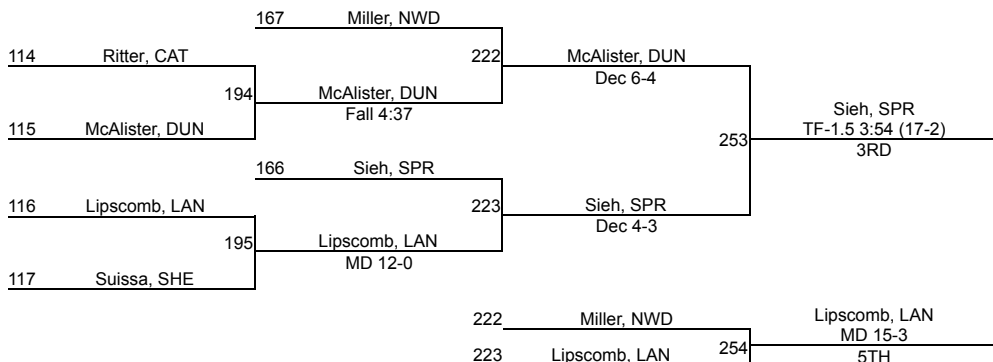 167 Miller, NWD
114 Ritter, CAT
222 McAlister, DUN
Dec 6-4
194 McAlister, DUN
Fall 4:37
115 McAlister, DUN
Sieh, SPR
TF-1.5 3:54 (17-2)
3RD
253
166 Sieh, SPR
116 Lipscomb, LAN
223 Sieh, SPR
Dec 4-3
195 Lipscomb, LAN
MD 12-0
117 Suissa, SHE
222 Miller, NWD
Lipscomb, LAN
MD 15-3
254
5TH
223 Lipscomb, LAN